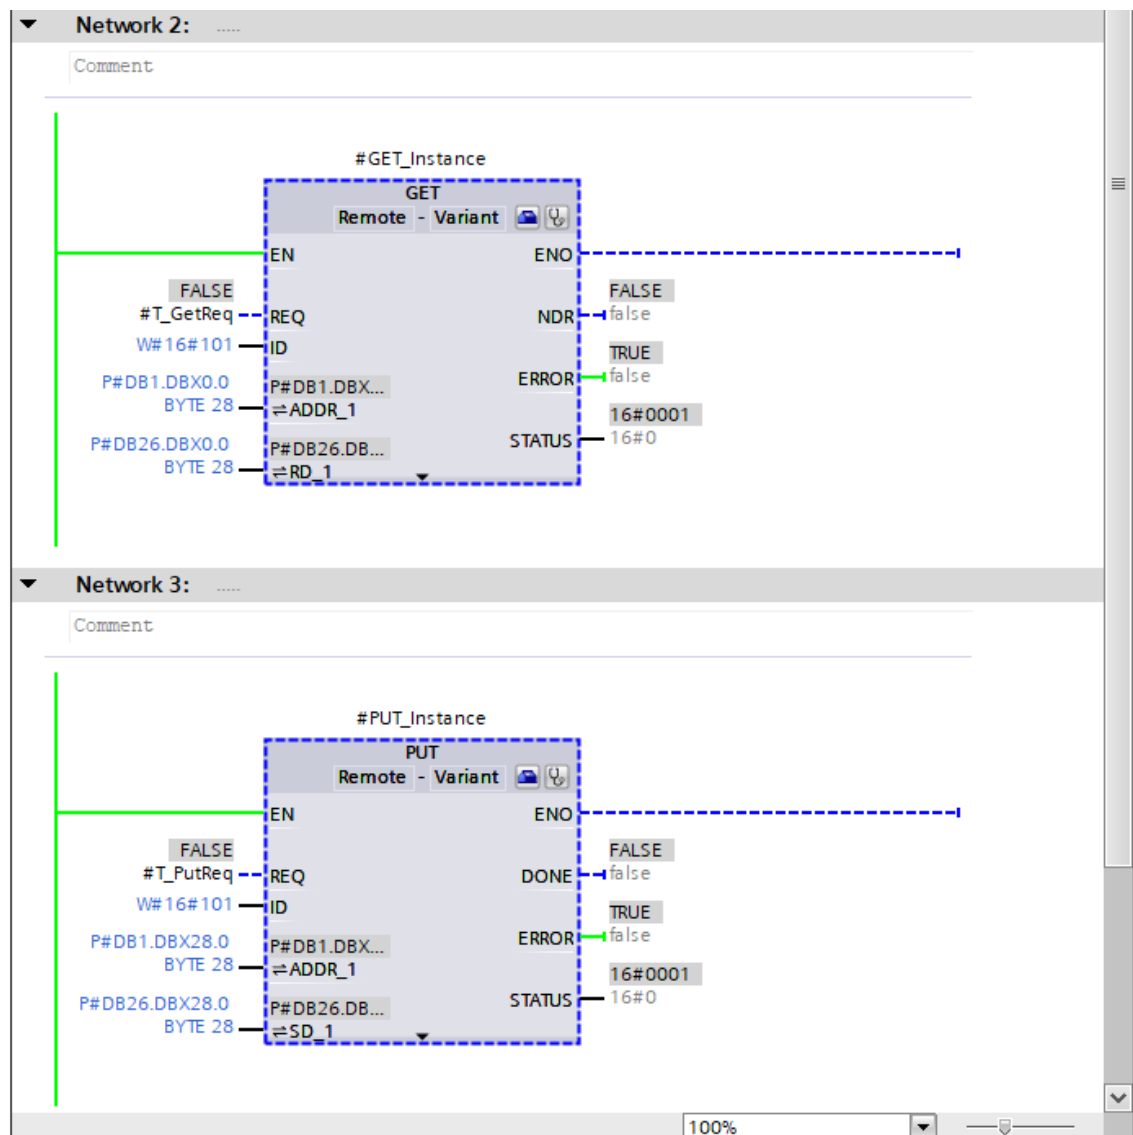 Network 2: .....
Comment
#GET_Instance
GET
Remote - Variant
EN ENO
FALSE FALSE
#T_GetReq REQ NDR false
W#16#101 ID TRUE
P#DB1.DBX0.0 P#DB1.DBX... ERROR false
BYTE 28 ⇌ADDR_1 16#0001
P#DB26.DBX0.0 P#DB26.DB... STATUS 16#0
BYTE 28 ⇌RD_1
Network 3: .....
Comment
#PUT_Instance
PUT
Remote - Variant
EN ENO
FALSE FALSE
#T_PutReq REQ DONE false
W#16#101 ID TRUE
P#DB1.DBX28.0 P#DB1.DBX... ERROR false
BYTE 28 ⇌ADDR_1 16#0001
P#DB26.DBX28.0 P#DB26.DB... STATUS 16#0
BYTE 28 ⇌SD_1
100%